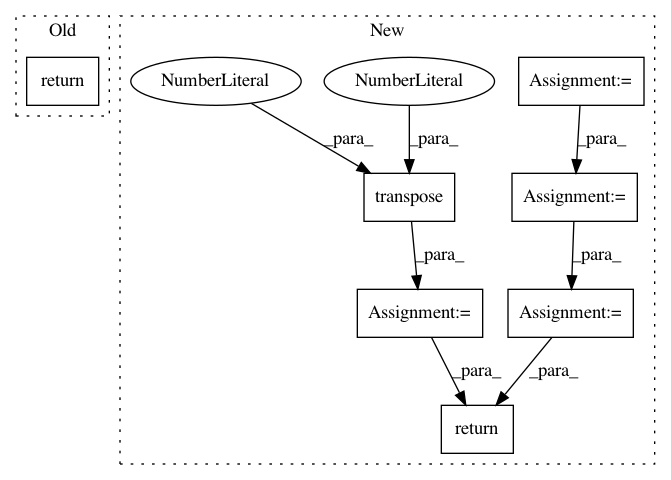 Old
New
return
NumberLiteral
NumberLiteral
Assignment:=
_para_
_para_
_para_
transpose
Assignment:=
_para_
_para_
Assignment:=
Assignment:=
_para_
_para_
return